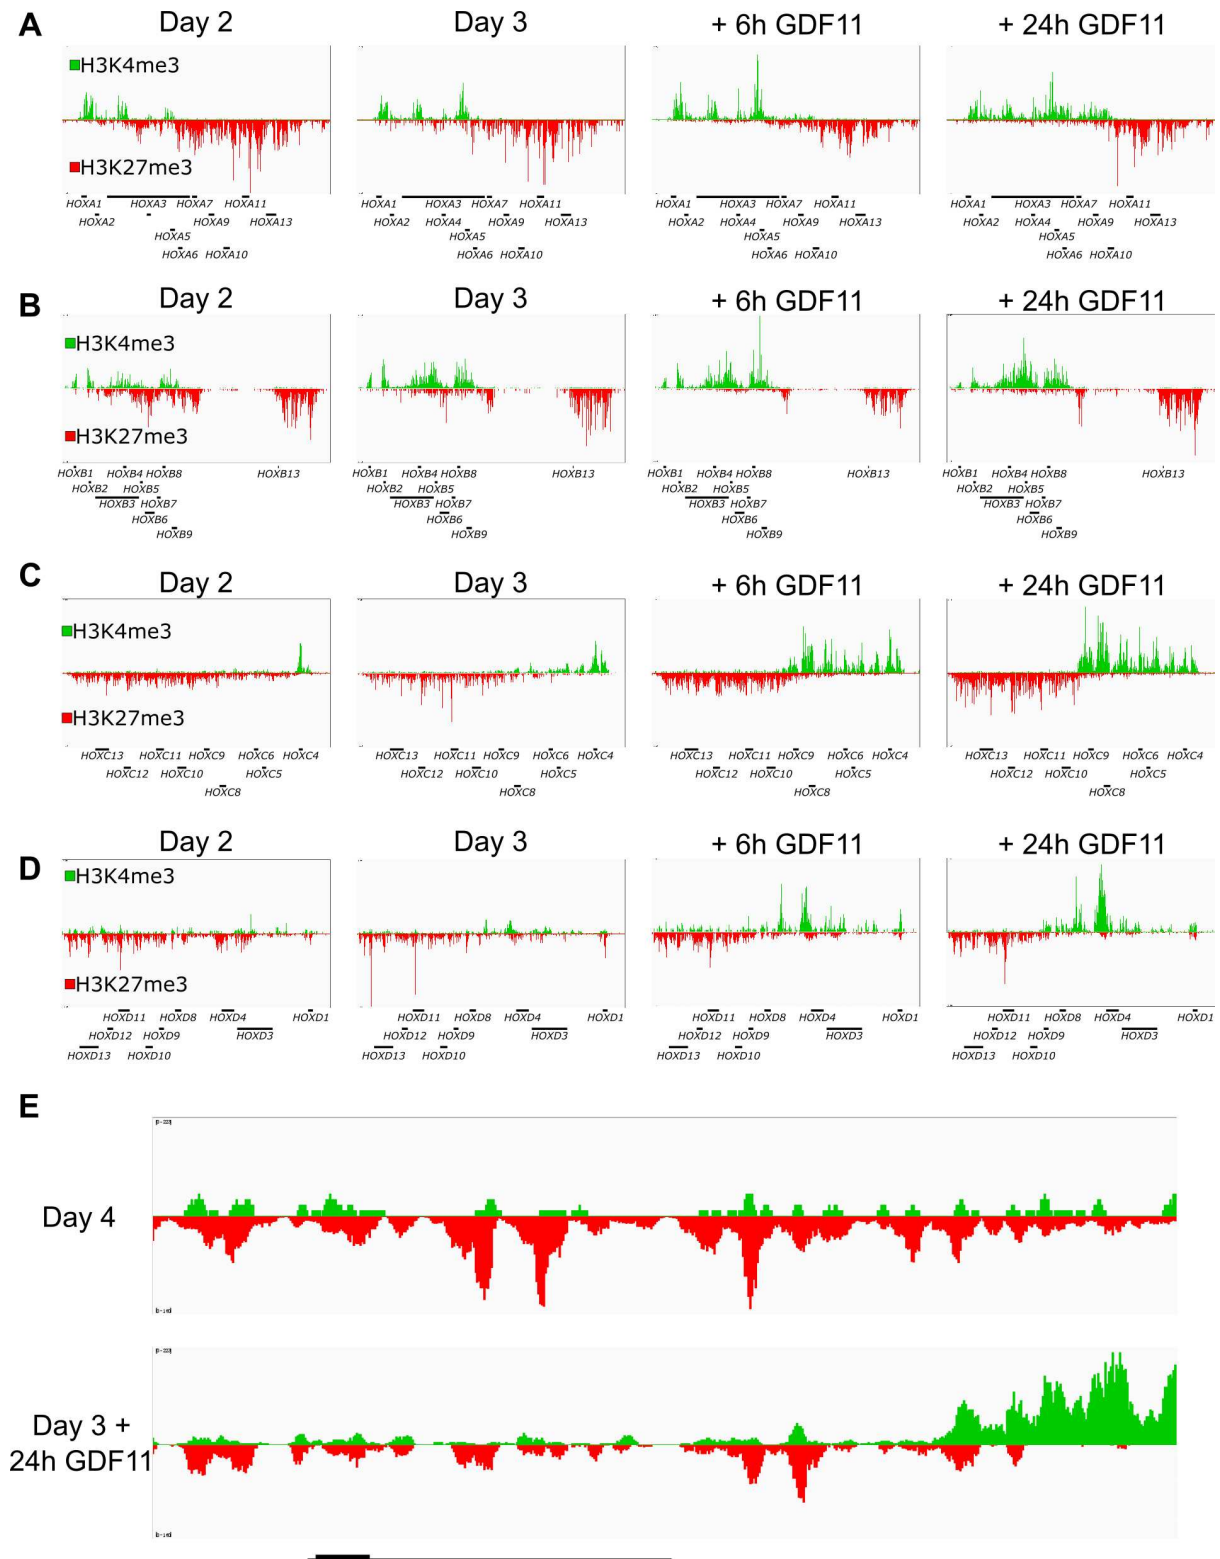 A
Day 2
Day 3
+ 6h GDF11
+ 24h GDF11
H3K4me3
H3K27me3
HOXA1 HOXA3 HOXA7 HOXA11
HOXA2 HOXA9 HOXA13
HOXA5
HOXA6 HOXA10
HOXA1 HOXA3 HOXA7 HOXA11
HOXA2 HOXA4 HOXA9 HOXA13
HOXA5
HOXA6 HOXA10
HOXA1 HOXA3 HOXA7 HOXA11
HOXA2 HOXA4 HOXA9 HOXA13
HOXA5
HOXA6 HOXA10
HOXA1 HOXA3 HOXA7 HOXA11
HOXA2 HOXA4 HOXA9 HOXA13
HOXA5
HOXA6 HOXA10
B
Day 2
Day 3
+ 6h GDF11
+ 24h GDF11
H3K4me3
H3K27me3
HOXB1 HOXB4 HOXB8 HOXB13
HOXB2 HOXB5
HOXB3 HOXB7
HOXB6
HOXB9
HOXB1 HOXB4 HOXB8 HOXB13
HOXB2 HOXB5
HOXB3 HOXB7
HOXB6
HOXB9
HOXB1 HOXB4 HOXB8 HOXB13
HOXB2 HOXB5
HOXB3 HOXB7
HOXB6
HOXB9
HOXB1 HOXB4 HOXB8 HOXB13
HOXB2 HOXB5
HOXB3 HOXB7
HOXB6
HOXB9
C
Day 2
Day 3
+ 6h GDF11
+ 24h GDF11
H3K4me3
H3K27me3
HOXC13 HOXC11 HOXC9 HOXC6 HOXC4
HOXC12 HOXC10 HOXC5
HOXC8
HOXC13 HOXC11 HOXC9 HOXC6 HOXC4
HOXC12 HOXC10 HOXC5
HOXC8
HOXC13 HOXC11 HOXC9 HOXC6 HOXC4
HOXC12 HOXC10 HOXC5
HOXC8
HOXC13 HOXC11 HOXC9 HOXC6 HOXC4
HOXC12 HOXC10 HOXC5
HOXC8
D
Day 2
Day 3
+ 6h GDF11
+ 24h GDF11
H3K4me3
H3K27me3
HOXD11 HOXD8 HOXD4 HOXD1
HOXD12 HOXD9 HOXD3
HOXD13 HOXD10
HOXD11 HOXD8 HOXD4 HOXD1
HOXD12 HOXD9 HOXD3
HOXD13 HOXD10
HOXD11 HOXD8 HOXD4 HOXD1
HOXD12 HOXD9 HOXD3
HOXD13 HOXD10
HOXD11 HOXD8 HOXD4 HOXD1
HOXD12 HOXD9 HOXD3
HOXD13 HOXD10
E
Day 4
Day 3 +
24h GDF11